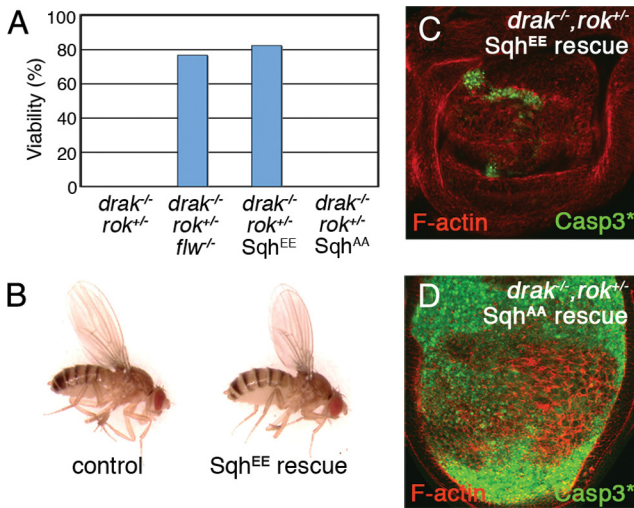 A
Viability (%)
100
80
60
40
20
0
drak-/-
rok+/-
drak-/-
rok+/-
flw-/-
drak-/-
rok+/-
SqhEE
drak-/-
rok+/-
SqhAA
B
control
SqhEE rescue
C
drak-/-,rok+/-
SqhEE rescue
F-actin
Casp3*
D
drak-/-,rok+/-
SqhAA rescue
F-actin
Casp3*